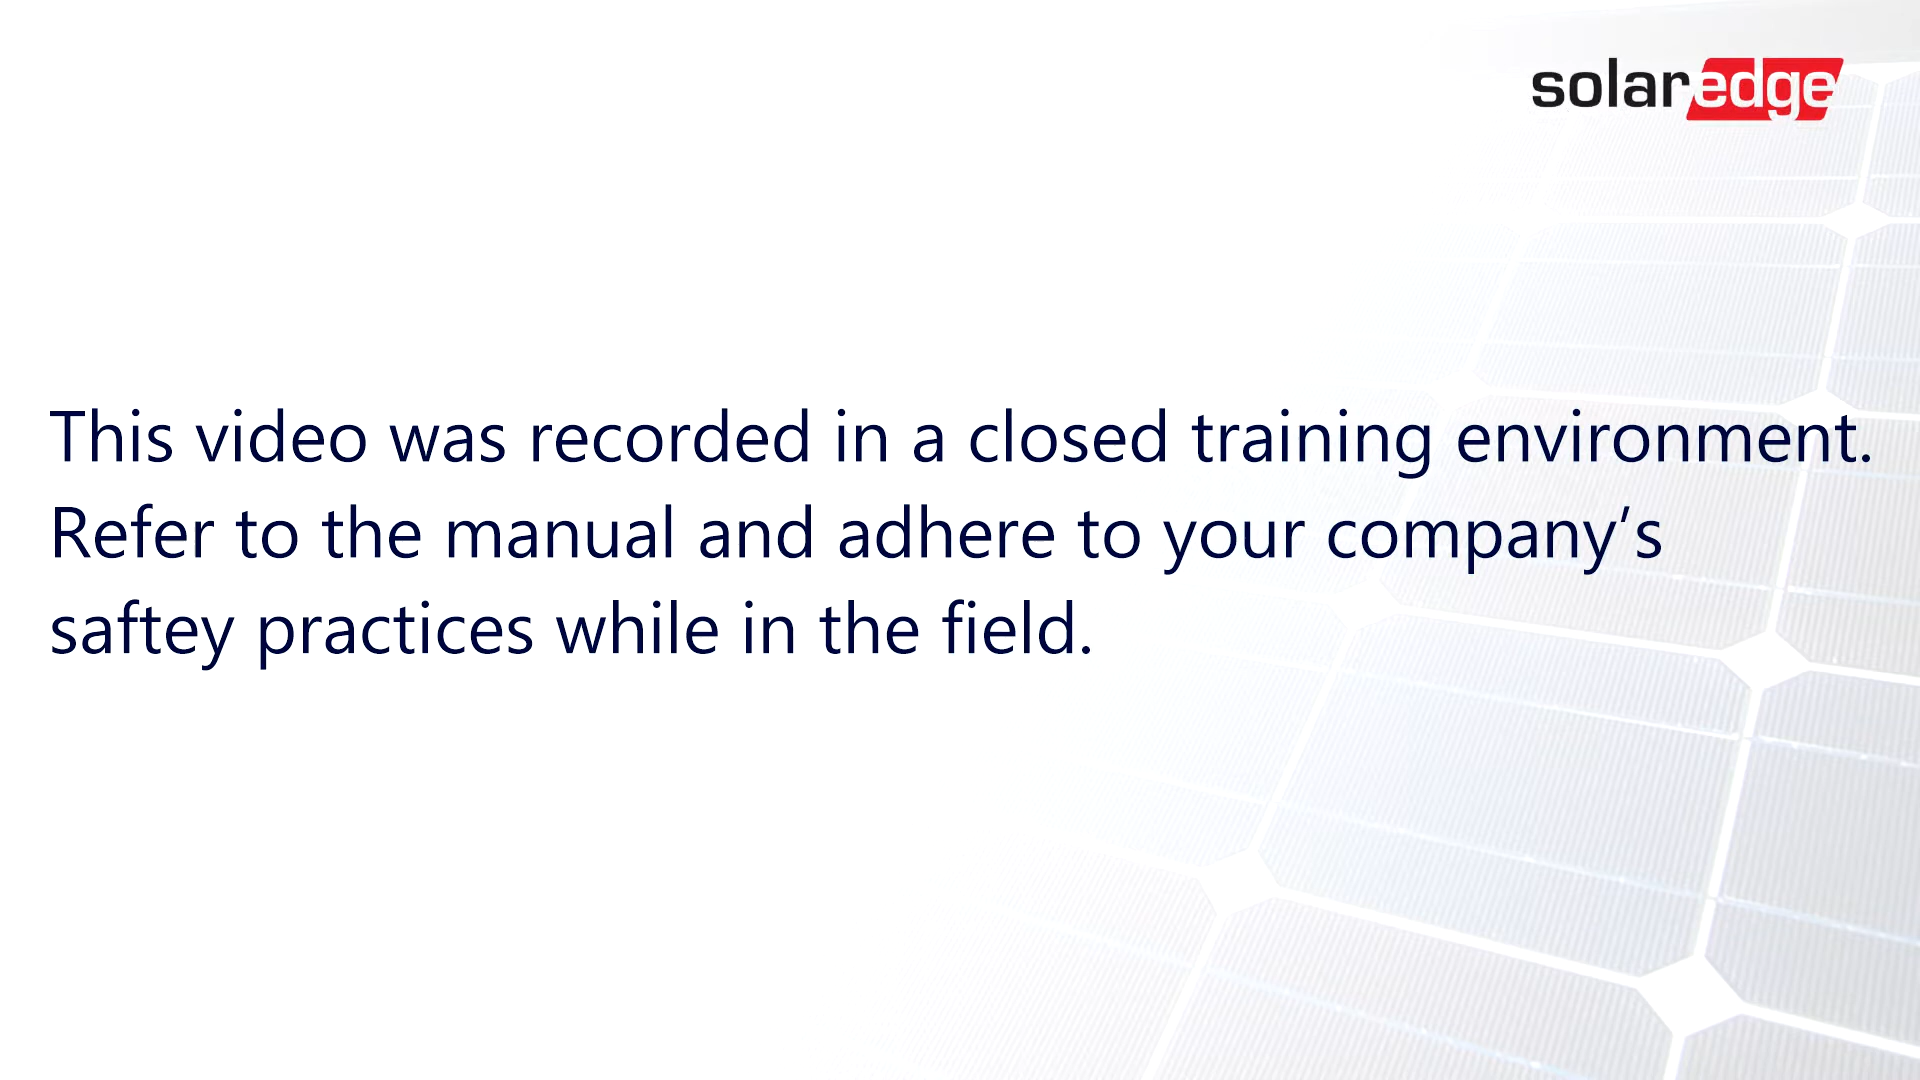 solaredge
This video was recorded in a closed training environment.
Refer to the manual and adhere to your company‘s
saftey practices while in the field.